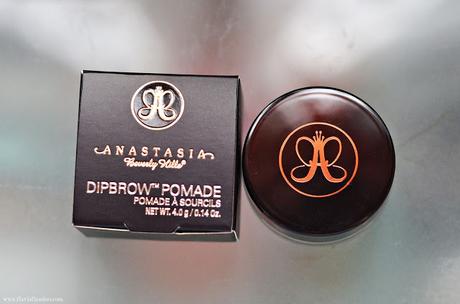 ANASTASIA
Beverly Hills®
DIPBROW™ POMADE
POMADE À SOURCILS
NET WT. 4.0 g / 0.14 Oz.